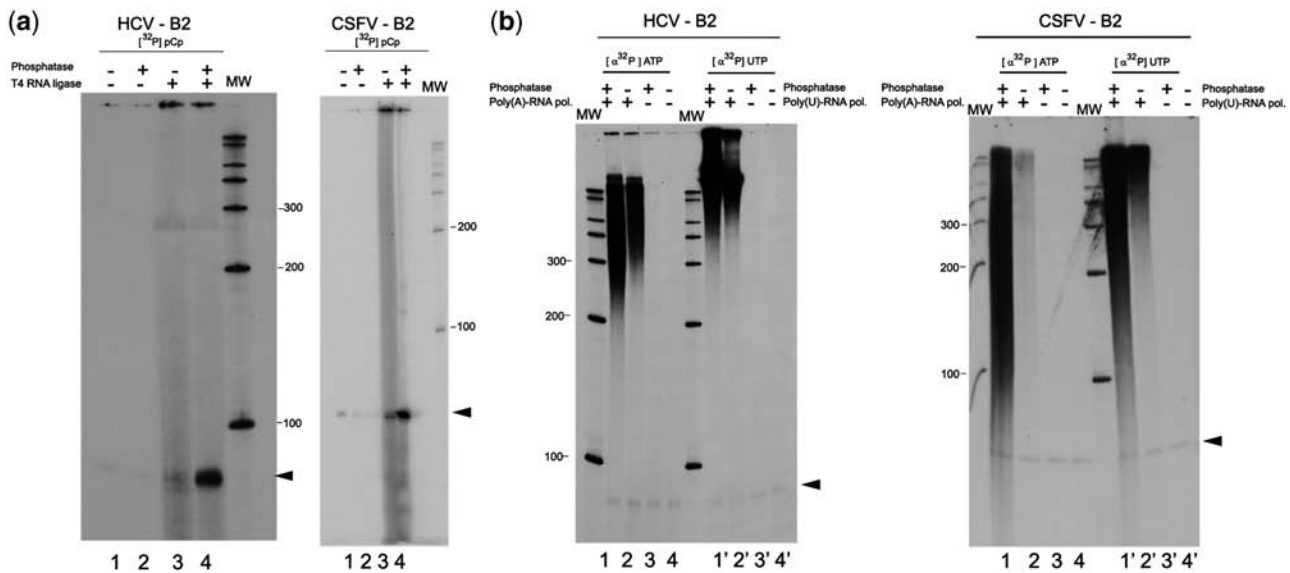 (a)
HCV - B2
[³²P] pCp
Phosphatase - + - +
T4 RNA ligase - - + + MW
-300
-200
-100
1 2 3 4
CSFV - B2
[³²P] pCp
- + - +
- - + + MW
-200
-100
1 2 3 4
(b)
HCV - B2
[α³²P] ATP [α³²P] UTP
Phosphatase + - + - + - + - Phosphatase
Poly(A)-RNA pol. + + - - + + - - Poly(U)-RNA pol.
MW MW
300-
200-
100-
1 2 3 4 1' 2' 3' 4'
CSFV - B2
[α³²P] ATP [α³²P] UTP
Phosphatase + - + - + - + - Phosphatase
Poly(A)-RNA pol. + + - - + + - - Poly(U)-RNA pol.
MW MW
300-
200-
100-
1 2 3 4 1' 2' 3' 4'